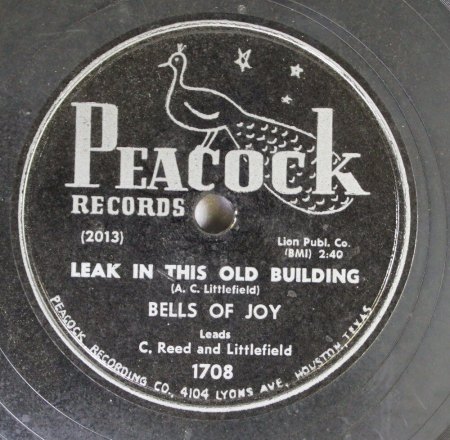 PEACOCK
RECORDS
(2013)
Lion Publ. Co.
(BMI) 2:40
LEAK IN THIS OLD BUILDING
(A. C. Littlefield)
BELLS OF JOY
Leads
C. Reed and Littlefield
1708
PEACOCK RECORDING CO., 4104 LYONS AVE., HOUSTON, TEXAS